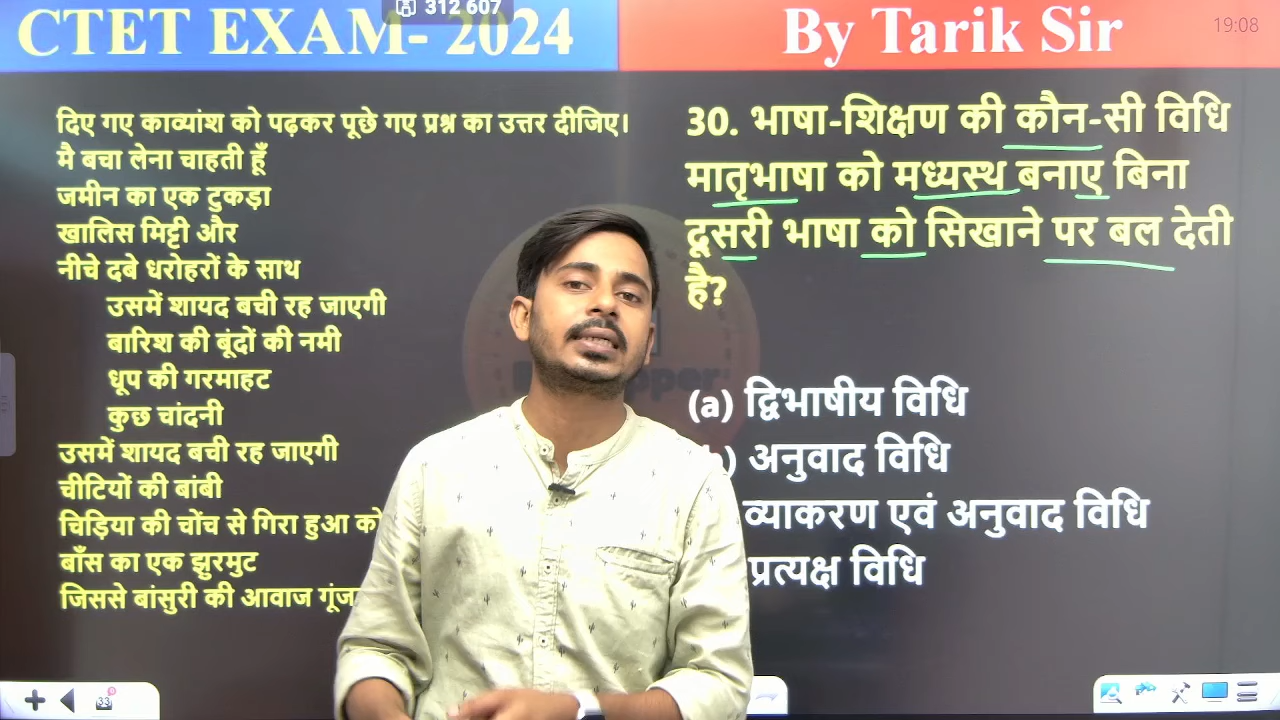 312 607
CTET EXAM- 2024
By Tarik Sir
19:08
दिए गए काव्यांश को पढ़कर पूछे गए प्रश्न का उत्तर दीजिए।
मै बचा लेना चाहती हूँ
जमीन का एक टुकड़ा
खालिस मिट्टी और
नीचे दबे धरोहरों के साथ
उसमें शायद बची रह जाएगी
बारिश की बूंदों की नमी
धूप की गरमाहट
कुछ चांदनी
उसमें शायद बची रह जाएगी
चीटियों की बांबी
चिड़िया की चोंच से गिरा हुआ
बाँस का एक झुरमुट
जिससे बांसुरी की आवाज
30. भाषा-शिक्षण की कौन-सी विधि
मातृभाषा को मध्यस्थ बनाए बिना
दूसरी भाषा को सिखाने पर बल देती
है?
(a) द्विभाषीय विधि
अनुवाद विधि
व्याकरण एवं अनुवाद विधि
प्रत्यक्ष विधि
33